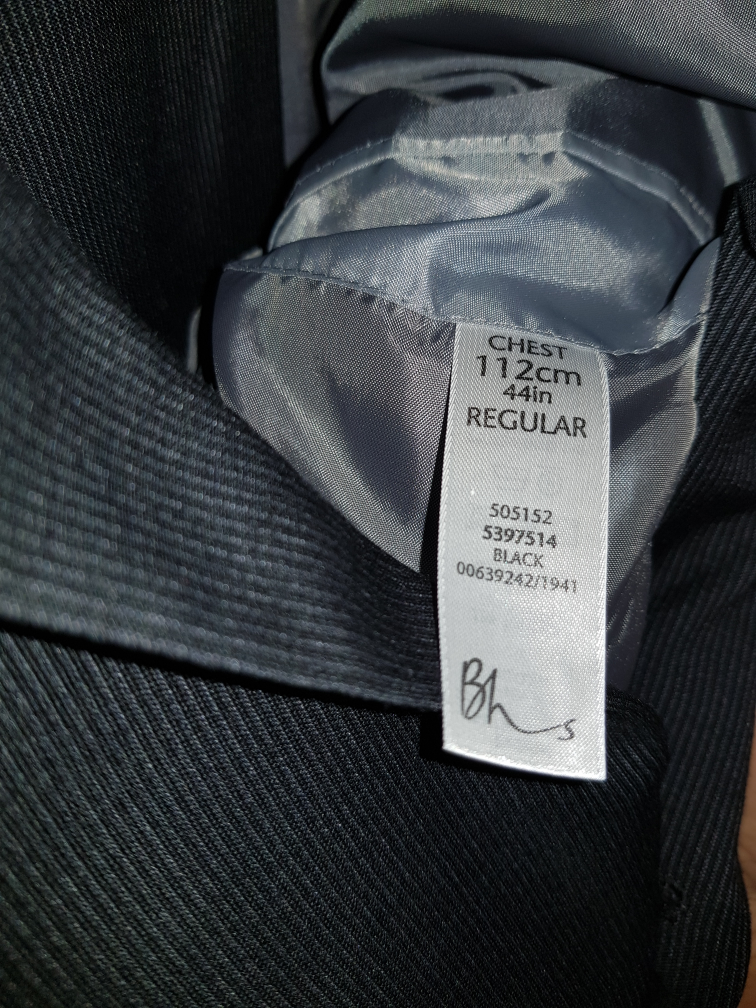 CHEST
112cm
44in
REGULAR
505152
5397514
BLACK
00639242/1941
Bhs